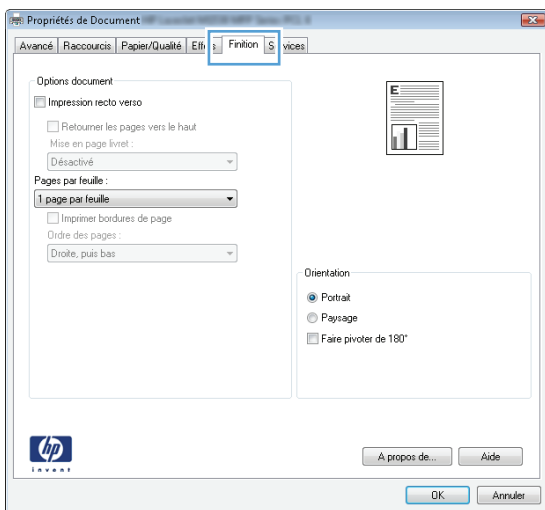 Propriétés de Document
Avancé Raccourcis Papier/Qualité Finition
Options document
Impression recto verso
Retourner les pages vers le haut
Mise en page livret :
Désactivé
Pages par feuille :
1 page par feuille
Imprimer bordures de page
Ordre des pages :
Droite, puis bas
E
Orientation
Portrait
Paysage
Faire pivoter de 180°
hp
invent
A propos de... Aide
OK Annuler